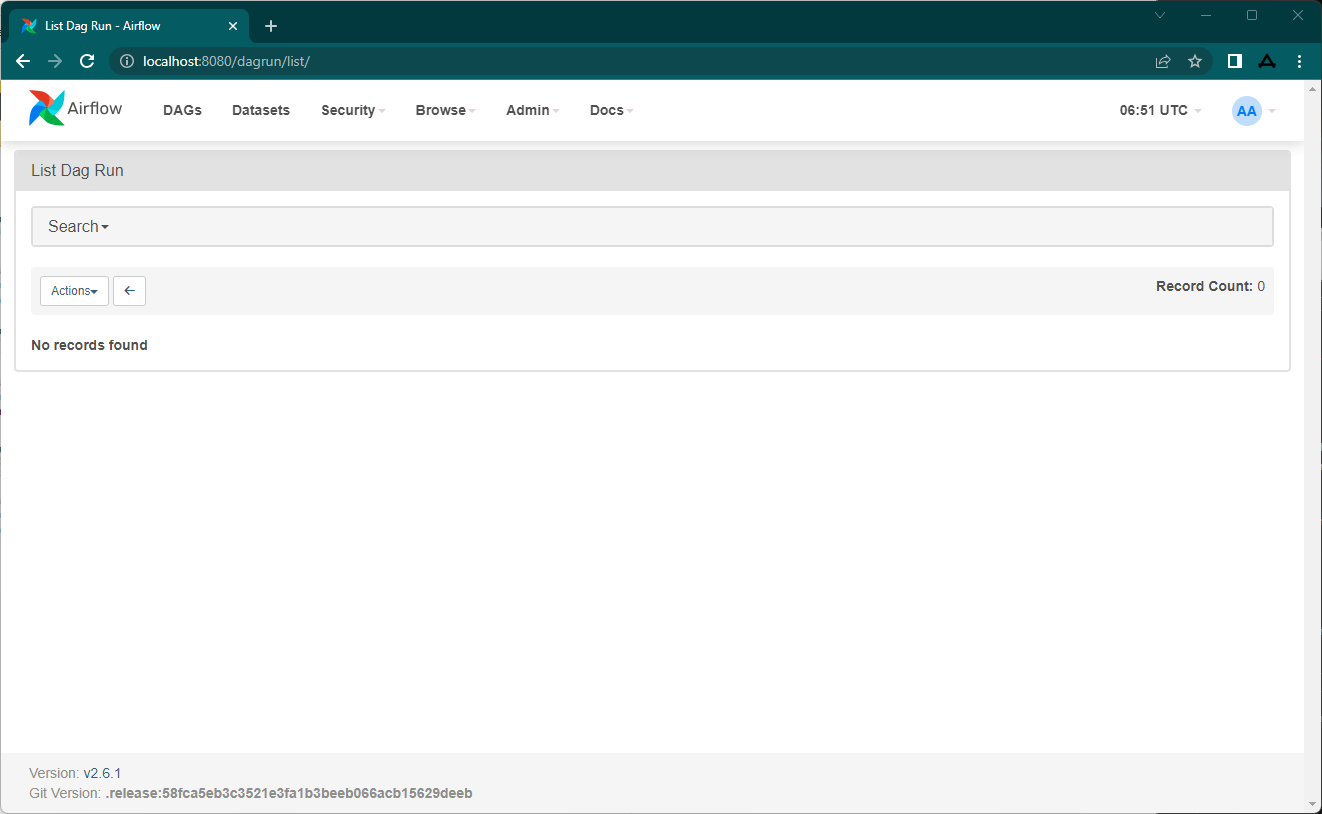 List Dag Run - Airflow
localhost:8080/dagrun/list/
Airflow DAGs Datasets Security Browse Admin Docs 06:51 UTC AA
List Dag Run
Search
Actions Record Count: 0
No records found
Version: v2.6.1
Git Version: .release:58fca5eb3c3521e3fa1b3beeb066acb15629deeb